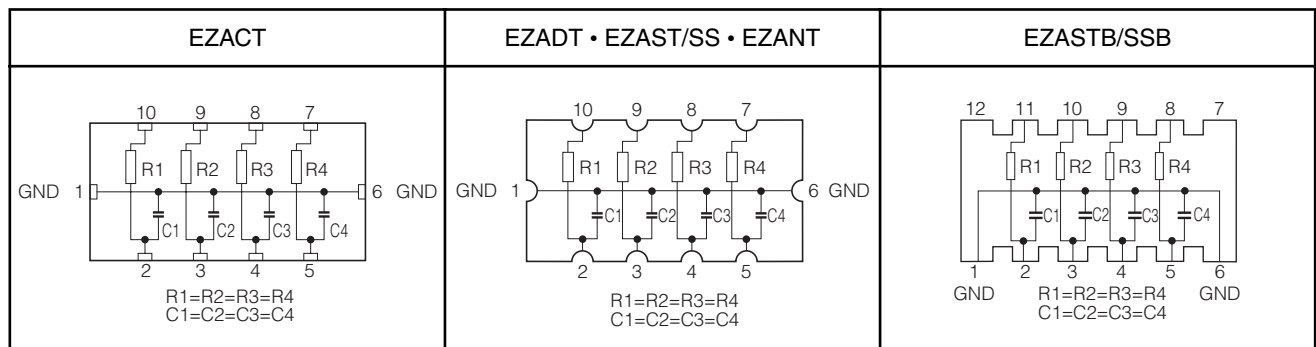 EZACT
EZADT • EZAST/SS • EZANT
EZASTB/SSB
10 9 8 7
R1 R2 R3 R4
GND 1 6 GND
C1 C2 C3 C4
2 3 4 5
R1=R2=R3=R4
C1=C2=C3=C4
10 9 8 7
R1 R2 R3 R4
GND 1 6 GND
C1 C2 C3 C4
2 3 4 5
R1=R2=R3=R4
C1=C2=C3=C4
12 11 10 9 8 7
R1 R2 R3 R4
C1 C2 C3 C4
1 2 3 4 5 6
GND R1=R2=R3=R4 GND
C1=C2=C3=C4